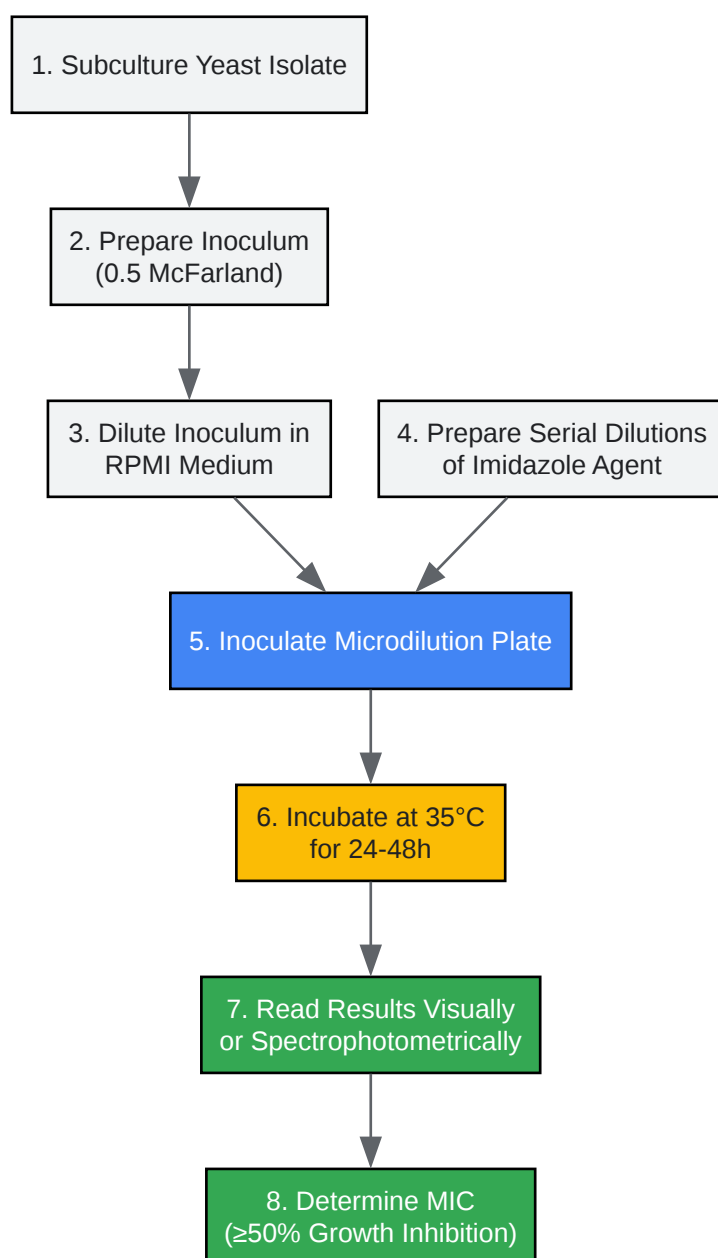 1. Subculture Yeast Isolate
2. Prepare Inoculum
(0.5 McFarland)
3. Dilute Inoculum in
RPMI Medium
4. Prepare Serial Dilutions
of Imidazole Agent
5. Inoculate Microdilution Plate
6. Incubate at 35°C
for 24-48h
7. Read Results Visually
or Spectrophotometrically
8. Determine MIC
(≥50% Growth Inhibition)